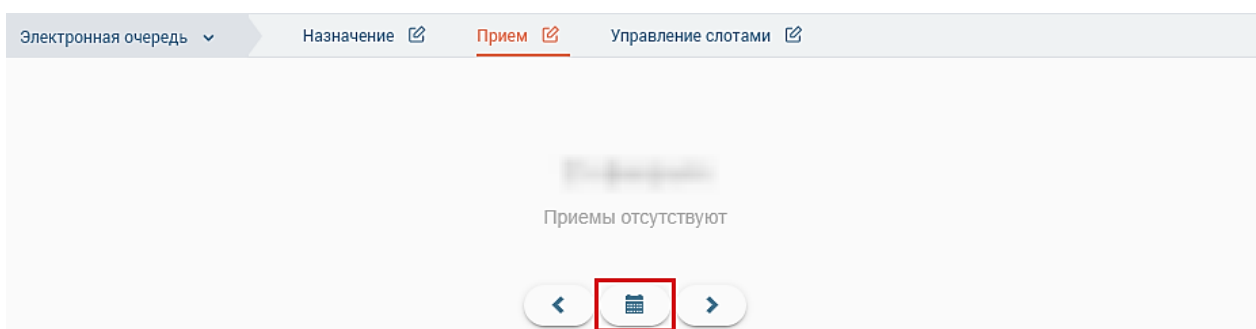 Электронная очередь Назначение Прием Управление слотами
Приемы отсутствуют